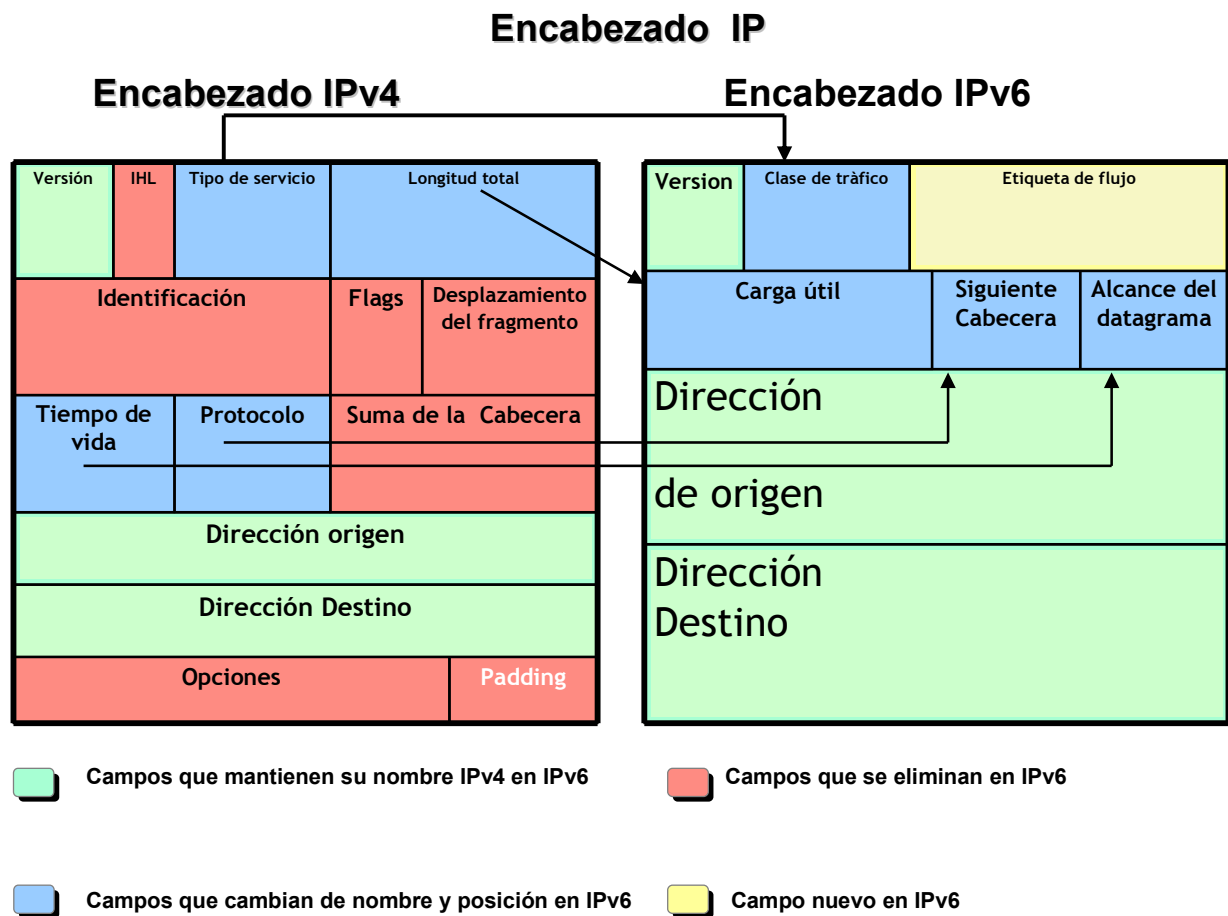 Encabezado IP
Encabezado IPv4
Encabezado IPv6
Versión
IHL
Tipo de servicio
Longitud total
Identificación
Flags
Desplazamiento
del fragmento
Tiempo de
vida
Protocolo
Suma de la Cabecera
Dirección origen
Dirección Destino
Opciones
Padding
Version
Clase de tràfico
Etiqueta de flujo
Carga útil
Siguiente
Cabecera
Alcance del
datagrama
Dirección
de origen
Dirección
Destino
Campos que mantienen su nombre IPv4 en IPv6
Campos que se eliminan en IPv6
Campos que cambian de nombre y posición en IPv6
Campo nuevo en IPv6